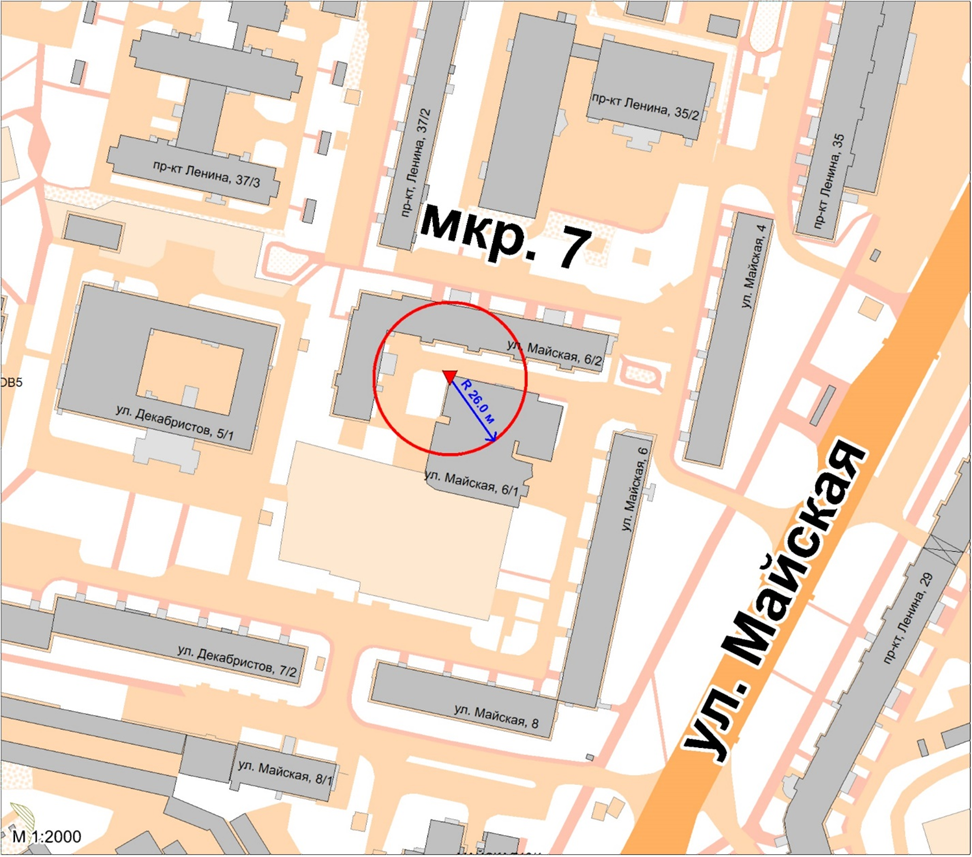 пр-кт Ленина, 35/2
пр-кт. Ленина, 37/2
пр-кт Ленина, 37/3
пр-кт Ленина, 35
мкр. 7
ул. Майская, 4
ул. Майская, 6/2
R 26.0 м
ул. Декабристов, 5/1
ул. Майская, 6/1
ул. Майская, 6
ул. Майская
пр-кт. Ленина, 29
ул. Декабристов, 7/2
ул. Майская, 8
ул. Майская, 8/1
М 1:2000